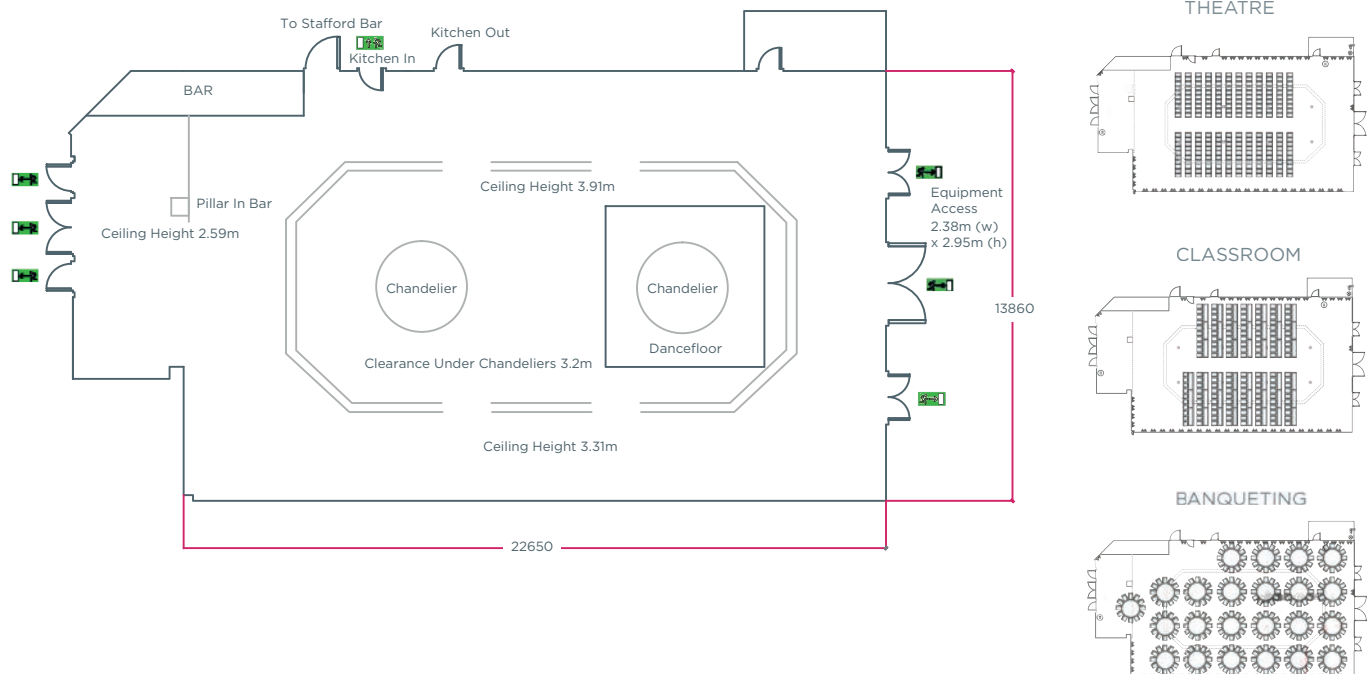 To Stafford Bar
Kitchen In
Kitchen Out
BAR
Pillar In Bar
Ceiling Height 2.59m
Ceiling Height 3.91m
Chandelier
Chandelier
Dancefloor
Clearance Under Chandeliers 3.2m
Ceiling Height 3.31m
Equipment
Access
2.38m (w)
x 2.95m (h)
13860
22650
THEATRE
CLASSROOM
BANQUETING